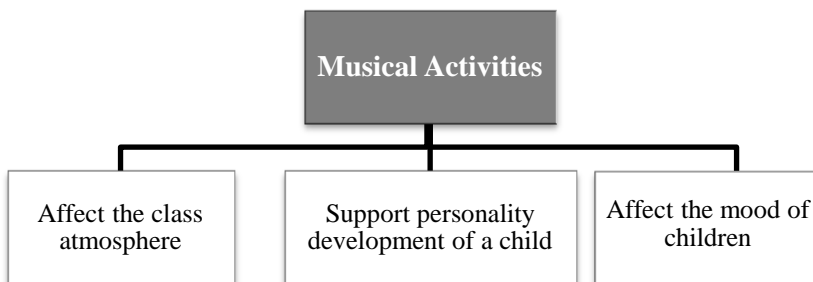 Musical Activities
Affect the class
atmosphere
Support personality
development of a child
Affect the mood of
children